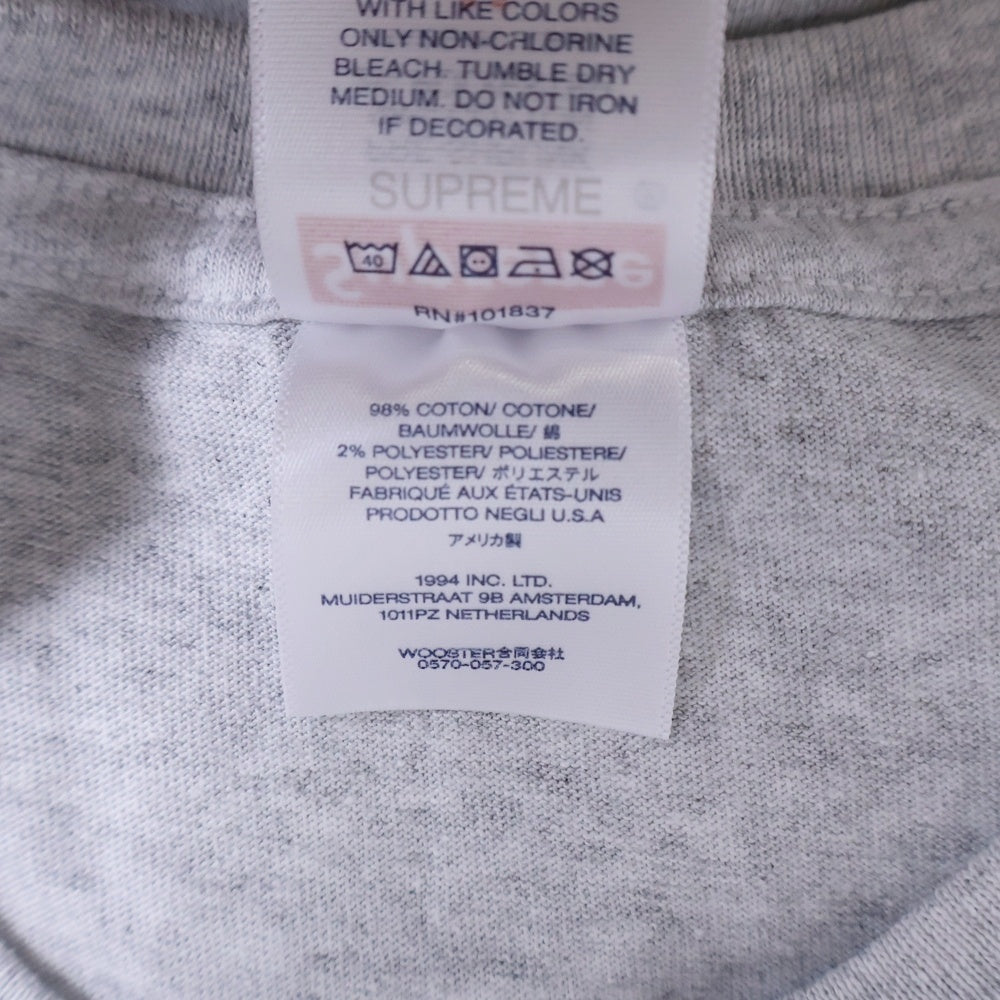 WITH LIKE COLORS
ONLY NON-CHLORINE
BLEACH. TUMBLE DRY
MEDIUM. DO NOT IRON
IF DECORATED.
SUPREME
40
RN#101837
98% COTON/ COTONE/
BAUMWOLLE/ 綿
2% POLYESTER/ POLIESTERE/
POLYESTER/ ポリエステル
FABRIQUÉ AUX ÉTATS-UNIS
PRODOTTO NEGLI U.S.A
アメリカ製
1994 INC. LTD.
MUIDERSTRAAT 9B AMSTERDAM,
1011PZ NETHERLANDS
WOOSTER合同会社
0570-057-300